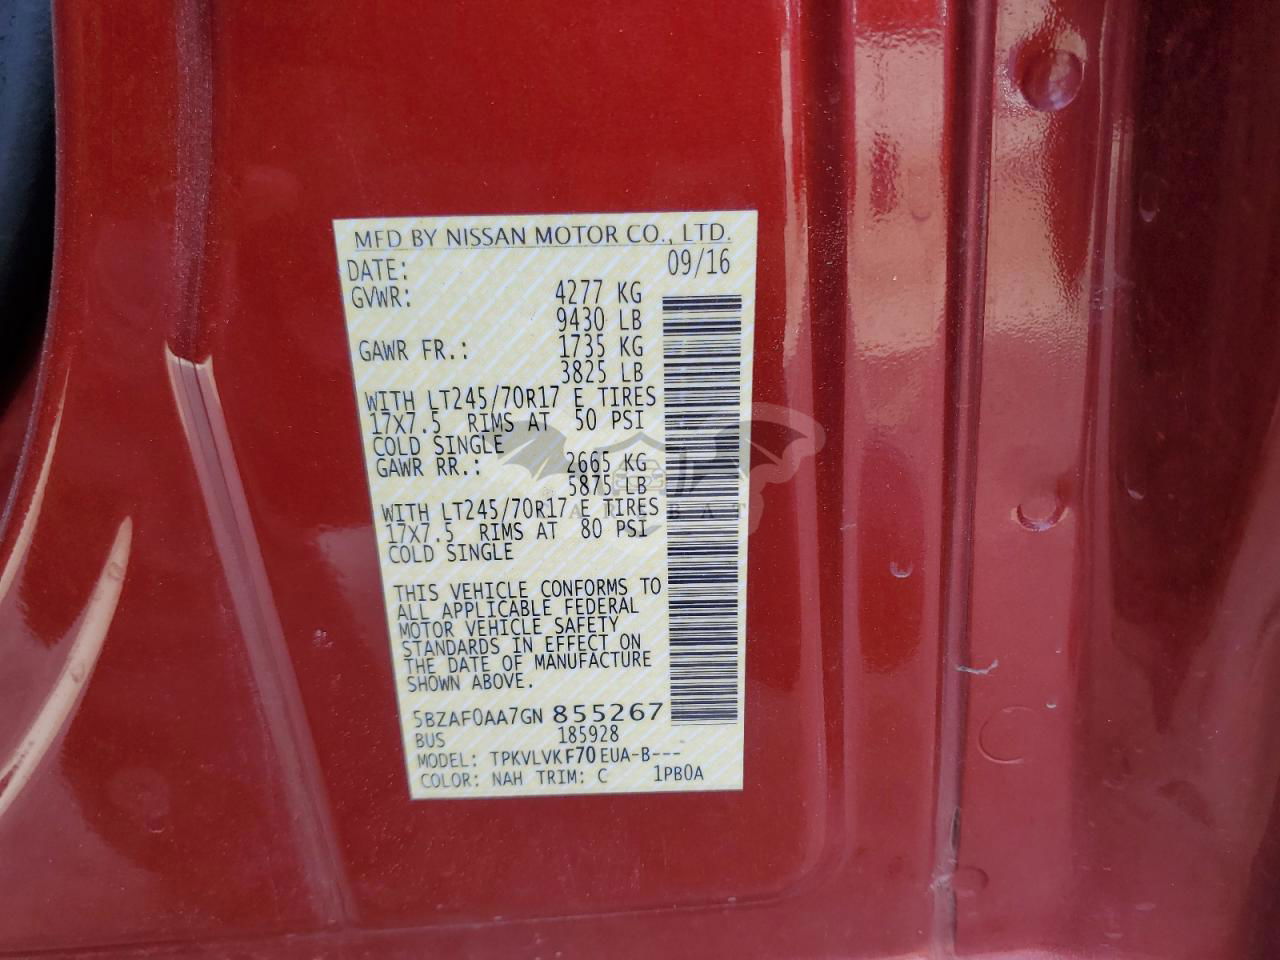 MFD BY NISSAN MOTOR CO., LTD.
DATE: 09/16
GVWR: 4277 KG
9430 LB
GAWR FR.: 1735 KG
3825 LB
WITH LT245/70R17 E TIRES
17X7.5 RIMS AT 50 PSI
COLD SINGLE
GAWR RR.: 2665 KG
5875 LB
WITH LT245/70R17 E TIRES
17X7.5 RIMS AT 80 PSI
COLD SINGLE
THIS VEHICLE CONFORMS TO
ALL APPLICABLE FEDERAL
MOTOR VEHICLE SAFETY
STANDARDS IN EFFECT ON
THE DATE OF MANUFACTURE
SHOWN ABOVE.
5BZAF0AA7GN 855267
BUS 185928
MODEL: TPKVLVKF70EUA-B---
COLOR: NAH TRIM: C 1PB0A